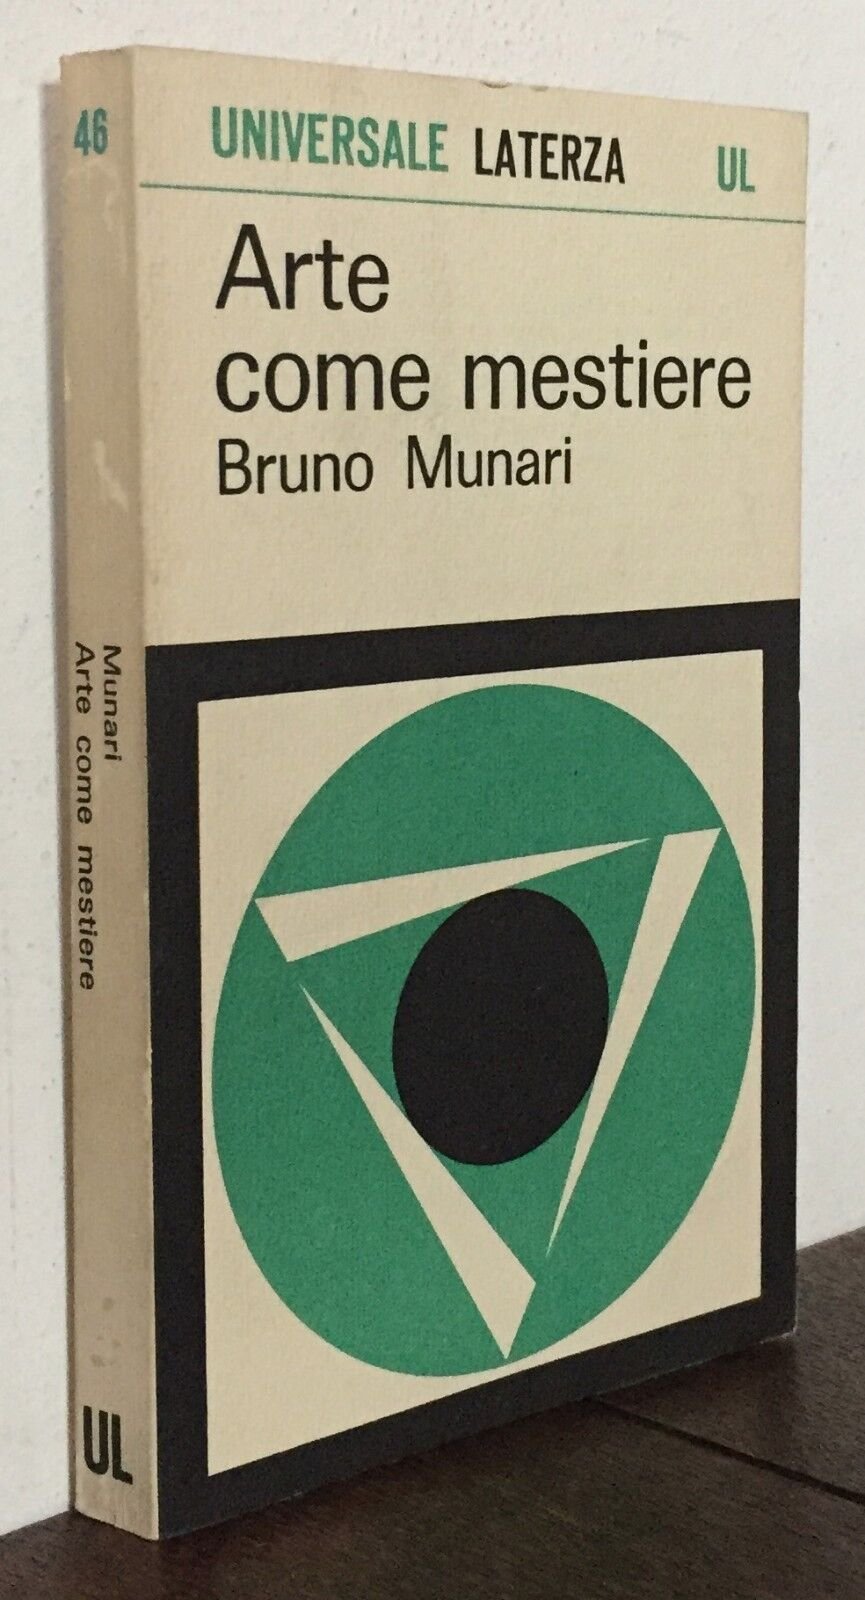 46
UNIVERSALE LATERZA UL
Arte
come mestiere
Bruno Munari
Munari
Arte come mestiere
UL